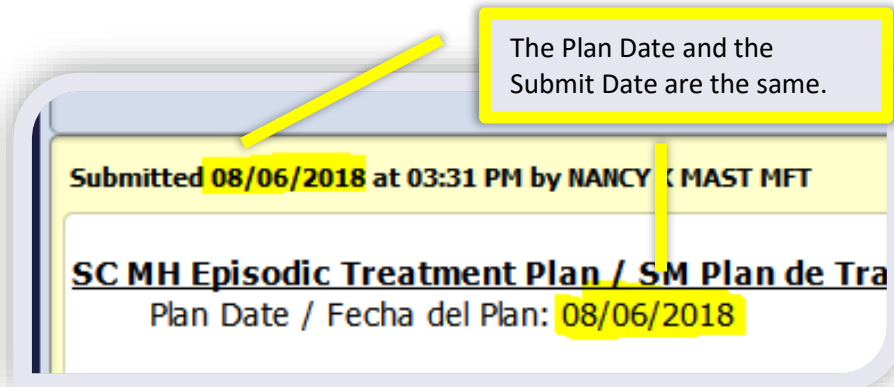 The Plan Date and the
Submit Date are the same.
Submitted 08/06/2018 at 03:31 PM by NANCY MAST MFT
SC MH Episodic Treatment Plan / SM Plan de Tra
Plan Date / Fecha del Plan: 08/06/2018